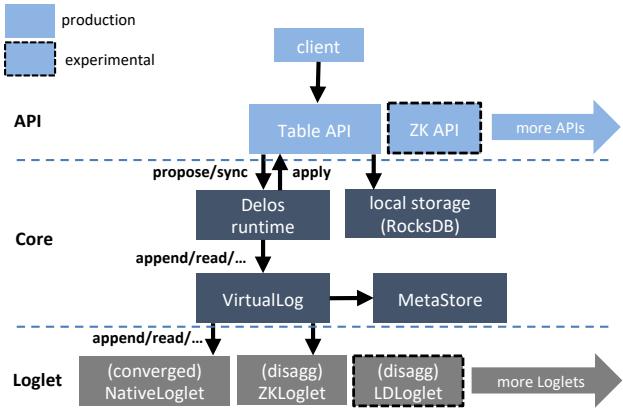 production
experimental
client
API
Table API
ZK API
more APIs
propose/sync
apply
Core
Delos
runtime
local storage
(RocksDB)
append/read/...
VirtualLog
MetaStore
append/read/...
Loglet
(converged)
NativeLoglet
(disagg)
ZKLoglet
(disagg)
LDLoglet
more Loglets